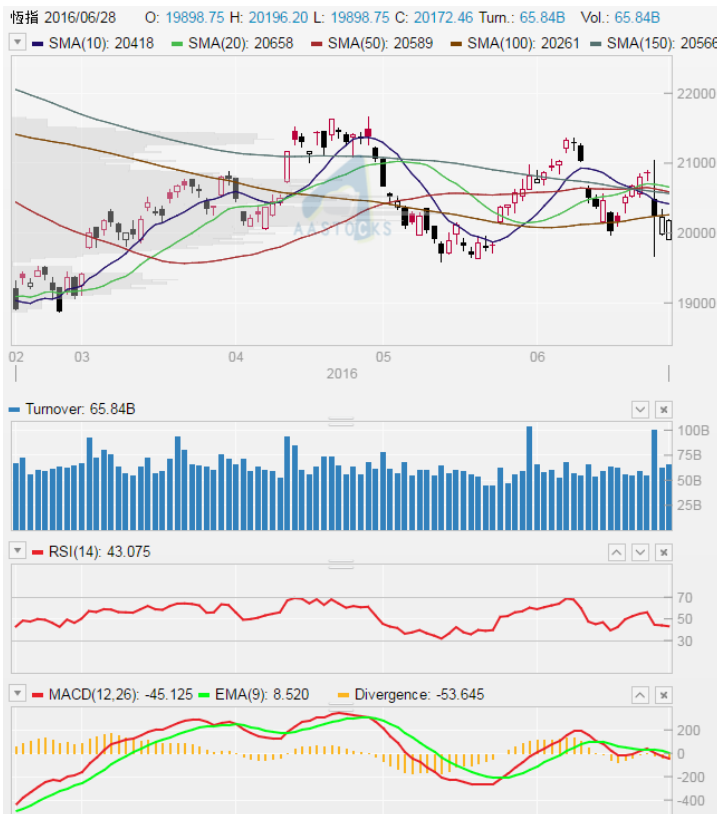 恆指 2016/06/28 O: 19898.75 H: 20196.20 L: 19898.75 C: 20172.46 Turn.: 65.84B Vol.: 65.84B
SMA(10): 20418 SMA(20): 20658 SMA(50): 20589 SMA(100): 20261 SMA(150): 20566
22000
21000
AASTOCKS
20000
19000
02 03 04 05 06
2016
Turnover: 65.84B
100B
75B
50B
25B
RSI(14): 43.075
70
50
30
MACD(12,26): -45.125 EMA(9): 8.520 Divergence: -53.645
200
0
-200
-400